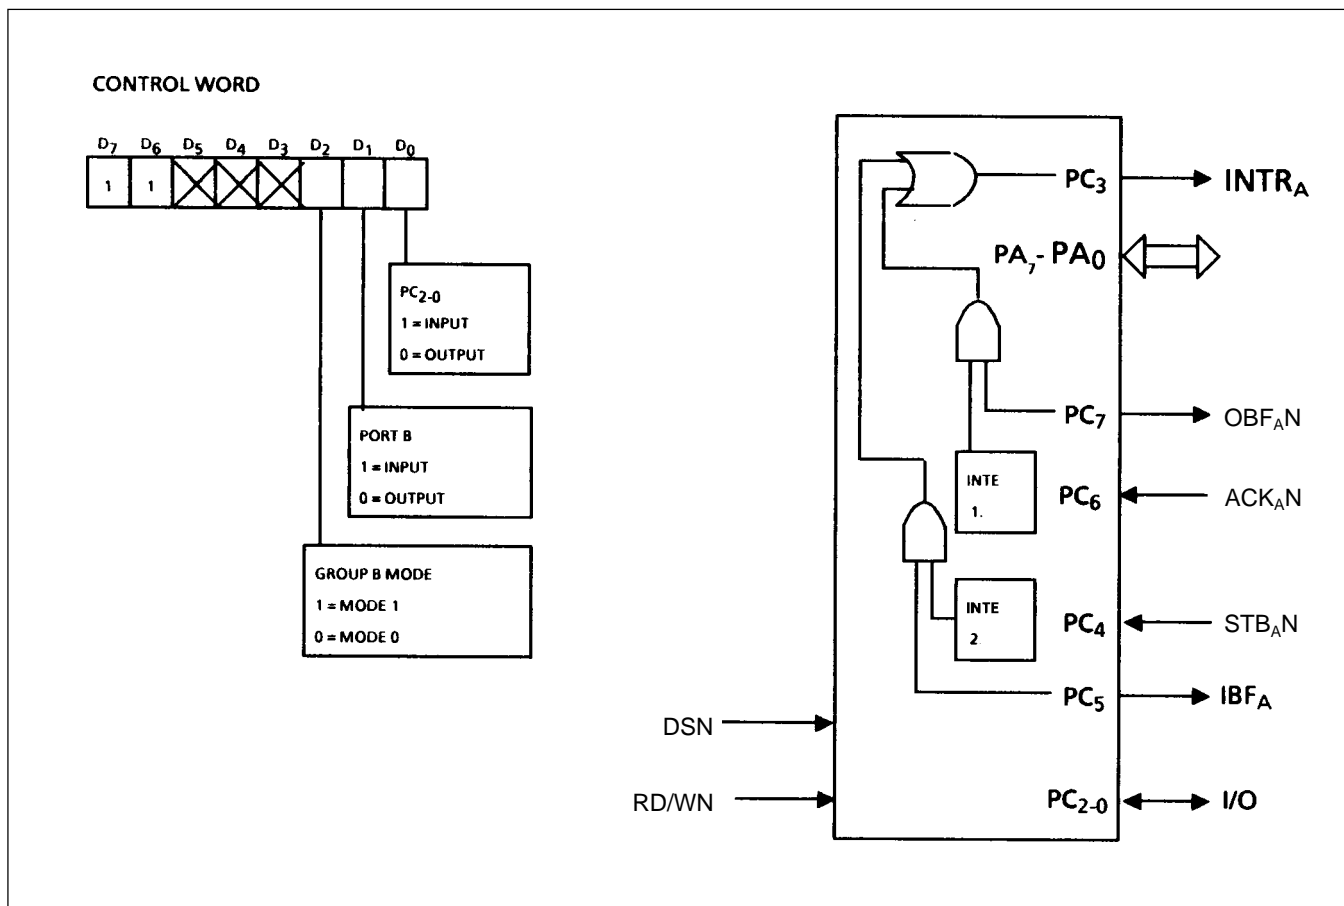 CONTROL WORD
D7 D6 D5 D4 D3 D2 D1 D0
1 1
PC2-0
1 = INPUT
0 = OUTPUT
PORT B
1 = INPUT
0 = OUTPUT
GROUP B MODE
1 = MODE 1
0 = MODE 0
PC3 INTRA
PA7- PA0
PC7 OBFAN
INTE
1.
PC6 ACKAN
INTE
2
PC4 STBAN
PC5 IBFA
DSN
RD/WN
PC2-0 I/O